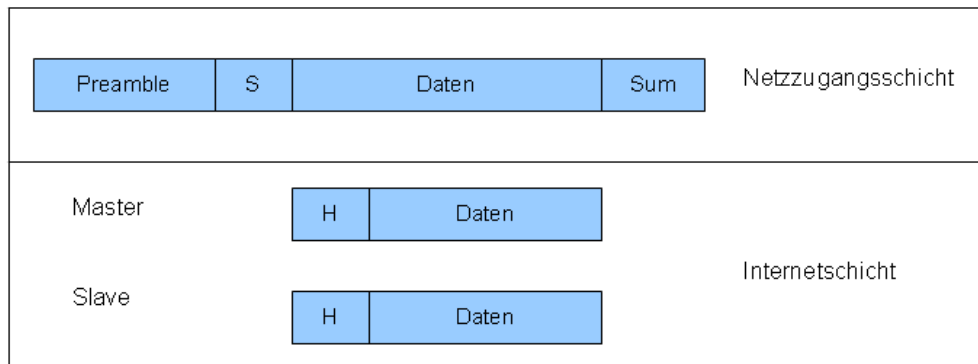 Preamble S Daten Sum Netzzugangsschicht
Master H Daten
Internetschicht
Slave H Daten